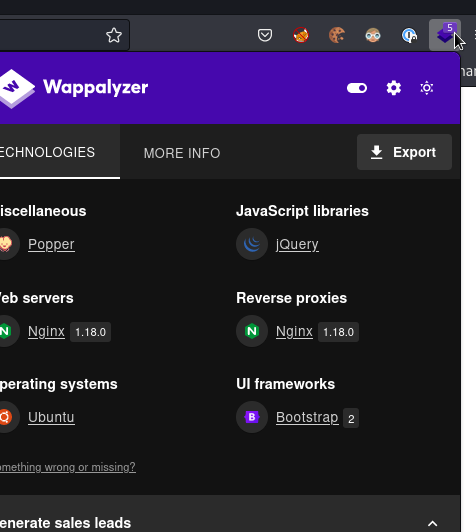 5
Wappalyzer
ECHNOLOGIES
MORE INFO
Export
iscellaneous
JavaScript libraries
Popper
jQuery
eb servers
Reverse proxies
Nginx 1.18.0
Nginx 1.18.0
perating systems
UI frameworks
Ubuntu
Bootstrap 2
omething wrong or missing?
enerate sales leads